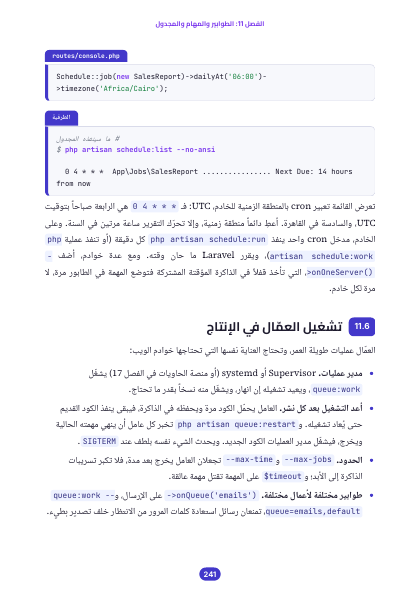 الفصل 11: الطوابير والمهام والمجدول
routes/console.php
Schedule::job(new SalesReport)->dailyAt('06:00')-
>timezone('Africa/Cairo');
الطرفية
# ما سينفذه المجدول
$ php artisan schedule:list --no-ansi
0 4 * * * App\Jobs\SalesReport ............... Next Due: 14 hours
from now
تعرض القائمة تعبير cron بالمنطقة الزمنية للخادم، UTC: فـ * * * 4 0 هي الرابعة صباحاً بتوقيت
UTC، والسادسة في القاهرة. أعطِ دائماً منطقة زمنية، وإلا تحرّك التقرير ساعة مرتين في السنة. وعلى
الخادم، مدخل cron واحد ينفذ php artisan schedule:run كل دقيقة (أو تنفذ عملية php
artisan schedule:work)، ويقرر Laravel ما حان وقته. ومع عدة خوادم، أضف -
>onOneServer()، التي تأخذ قفلاً في الذاكرة المؤقتة المشتركة فتوضع المهمة في الطابور مرة، لا
مرة لكل خادم.
11.6 تشغيل العمّال في الإنتاج
العمّال عمليات طويلة العمر، وتحتاج العناية نفسها التي تحتاجها خوادم الويب:
• مدير عمليات. Supervisor أو systemd (أو منصة الحاويات في الفصل 17) يشغّل
queue:work، ويعيد تشغيله إن انهار، ويشغّل منه نسخاً بقدر ما تحتاج.
• أعد التشغيل بعد كل نشر. العامل يحمّل الكود مرة ويحفظه في الذاكرة، فيبقى ينفذ الكود القديم
حتى يُعاد تشغيله. و php artisan queue:restart تخبر كل عامل أن ينهي مهمته الحالية
ويخرج، فيشغّل مدير العمليات الكود الجديد. ويحدث الشيء نفسه بلطف عند SIGTERM.
• الحدود. --max-jobs و --max-time تجعلان العامل يخرج بعد مدة، فلا تكبر تسريبات
الذاكرة إلى الأبد؛ و $timeout على المهمة تقتل مهمة عالقة.
• طوابير مختلفة لأعمال مختلفة. ->onQueue('emails') على الإرسال، و queue:work --
queue=emails,default، تمنعان رسائل استعادة كلمات المرور من الانتظار خلف تصدير بطيء.
241